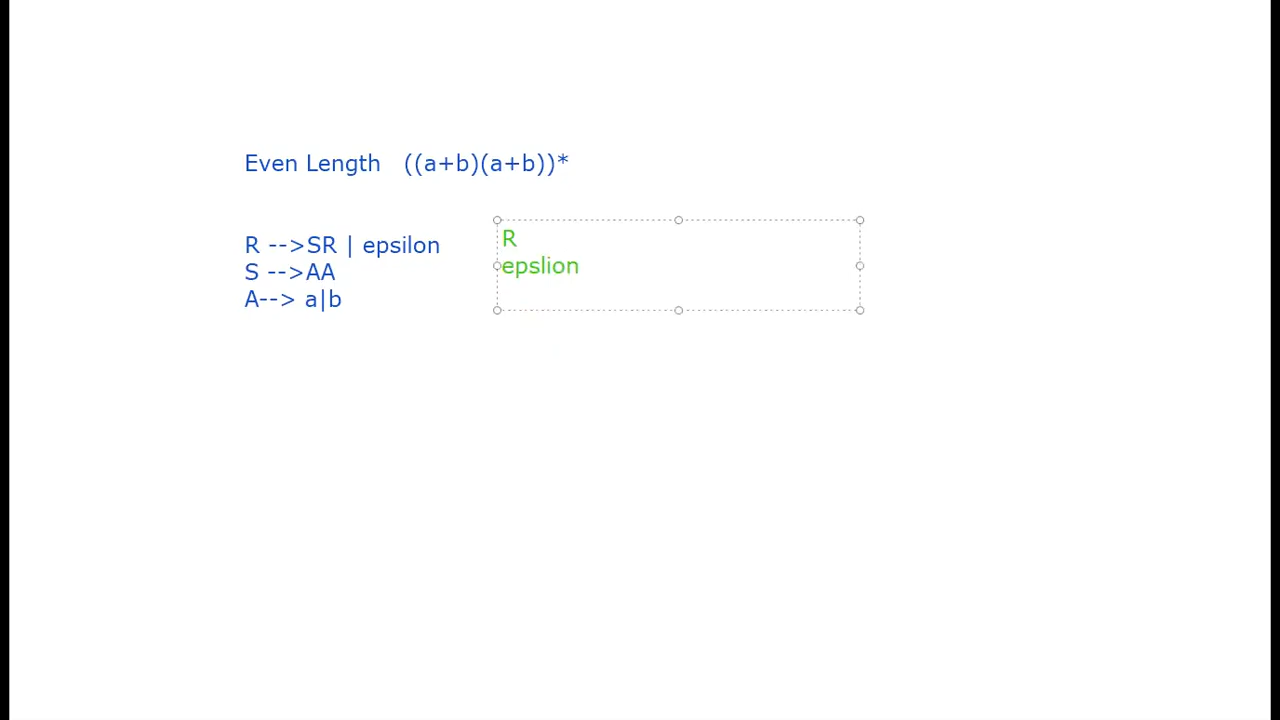 Even Length ((a+b)(a+b))*
R -->SR | epsilon
S -->AA
A--> a|b
R
epslion